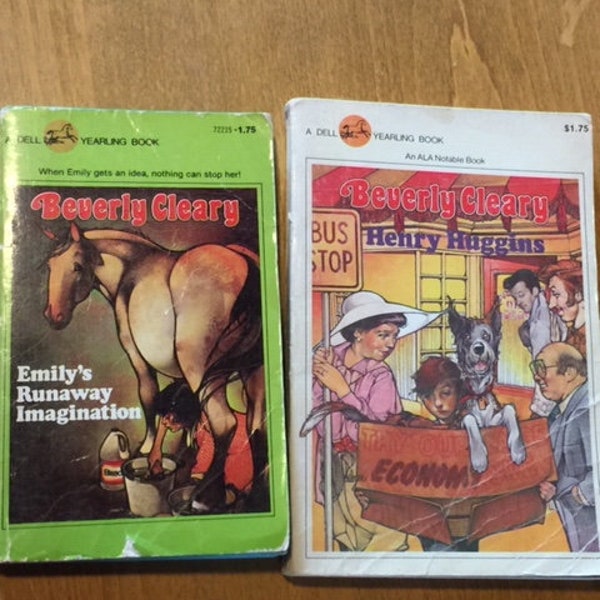 A DELL YEARLING BOOK
72225-1.75
When Emily gets an idea, nothing can stop her!
Beverly Cleary
Emily's
Runaway
Imagination
A DELL YEARLING BOOK
$1.75
An ALA Notable Book
Beverly Cleary
Henry Huggins
BUS
STOP
ECONOM